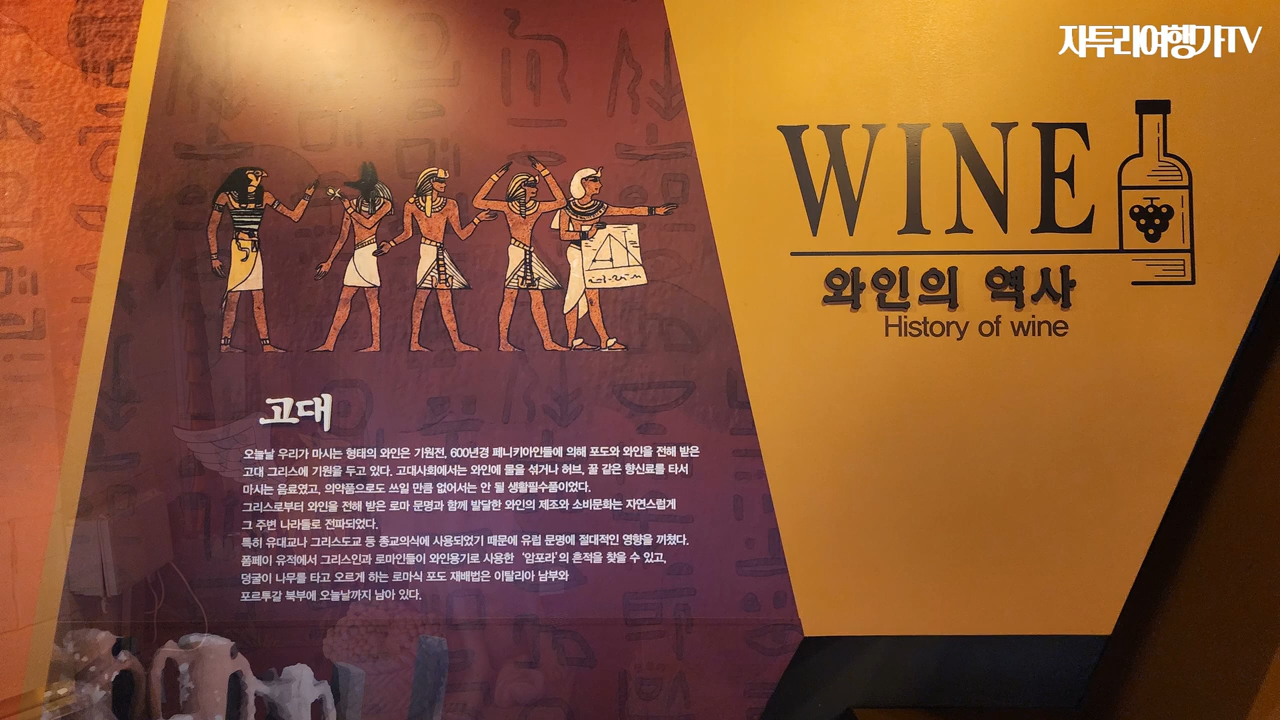 자투리여행가TV
WINE
와인의 역사
History of wine
고대
오늘날 우리가 마시는 형태의 와인은 기원전, 600년경 페니키아인들에 의해 포도와 와인을 전해 받은
고대 그리스에 기원을 두고 있다. 고대사회에서는 와인에 물을 섞거나 허브, 꿀 같은 향신료를 타서
마시는 음료였고, 의약품으로도 쓰일 만큼 없어서는 안 될 생활필수품이었다.
그리스로부터 와인을 전해 받은 로마 문명과 함께 발달한 와인의 제조와 소비문화는 자연스럽게
그 주변 나라들로 전파되었다.
특히 유대교나 그리스도교 등 종교의식에 사용되었기 때문에 유럽 문명에 절대적인 영향을 끼쳤다.
폼페이 유적에서 그리스인과 로마인들이 와인용기로 사용한 ‘암포라’의 흔적을 찾을 수 있고,
덩굴이 나무를 타고 오르게 하는 로마식 포도 재배법은 이탈리아 남부와
포르투갈 북부에 오늘날까지 남아 있다.